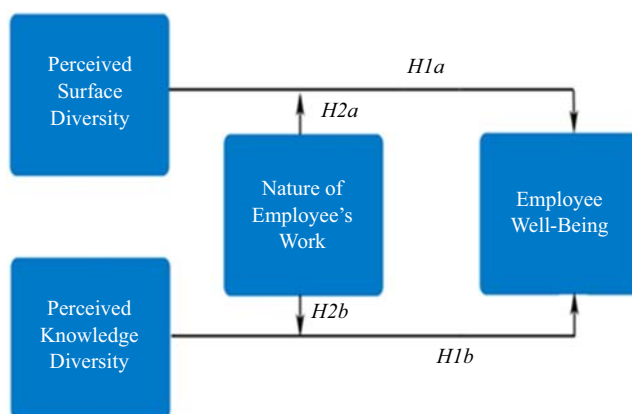 Perceived
Surface
Diversity
H1a
H2a
Nature of
Employee's
Work
Employee
Well-Being
Perceived
Knowledge
Diversity
H2b
H1b